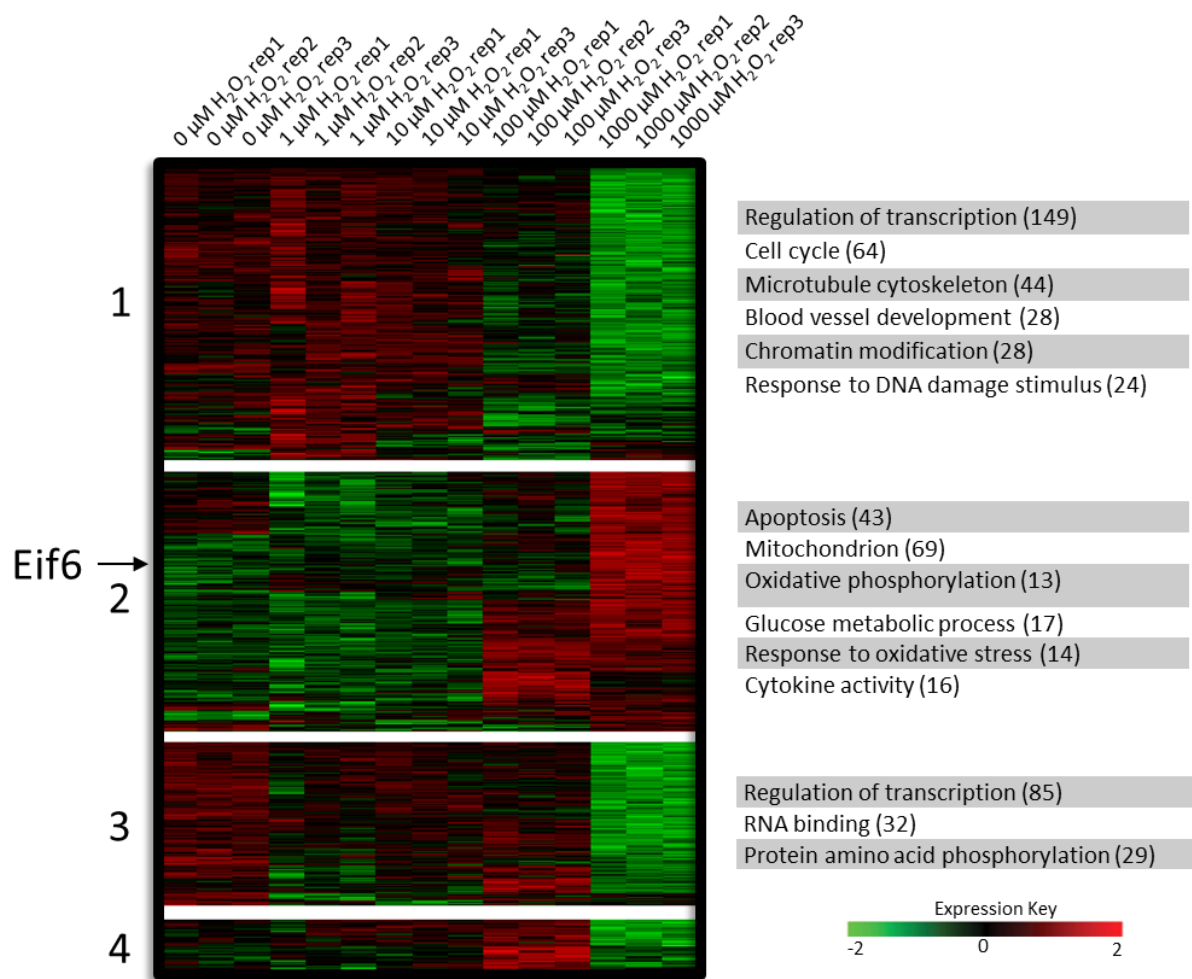 0 µM H₂O₂ rep1
0 µM H₂O₂ rep2
0 µM H₂O₂ rep3
1 µM H₂O₂ rep1
1 µM H₂O₂ rep2
1 µM H₂O₂ rep3
10 µM H₂O₂ rep1
10 µM H₂O₂ rep1
10 µM H₂O₂ rep3
100 µM H₂O₂ rep1
100 µM H₂O₂ rep2
100 µM H₂O₂ rep3
1000 µM H₂O₂ rep1
1000 µM H₂O₂ rep2
1000 µM H₂O₂ rep3
1
Regulation of transcription (149)
Cell cycle (64)
Microtubule cytoskeleton (44)
Blood vessel development (28)
Chromatin modification (28)
Response to DNA damage stimulus (24)
Eif6
2
Apoptosis (43)
Mitochondrion (69)
Oxidative phosphorylation (13)
Glucose metabolic process (17)
Response to oxidative stress (14)
Cytokine activity (16)
3
Regulation of transcription (85)
RNA binding (32)
Protein amino acid phosphorylation (29)
4
Expression Key
-2 0 2